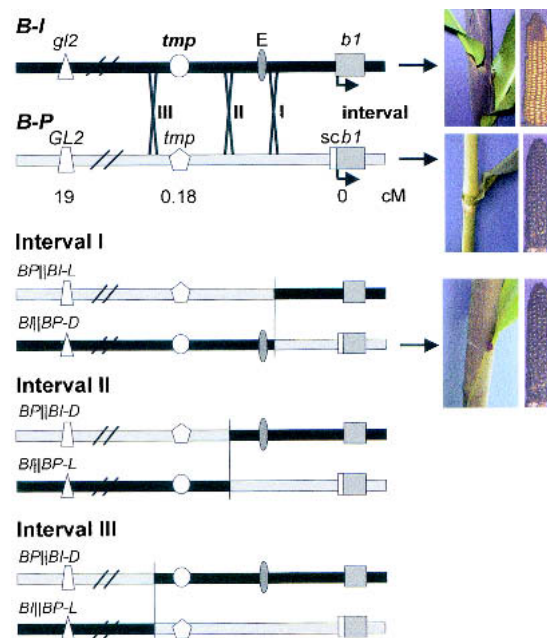 B-I
gl2 tmp E b1
III II I interval
B-P
GL2 tmp scb1
19 0.18 0 cM
Interval I
BP||BI-L
BI||BP-D
Interval II
BP||BI-D
BI||BP-L
Interval III
BP||BI-D
BI||BP-L